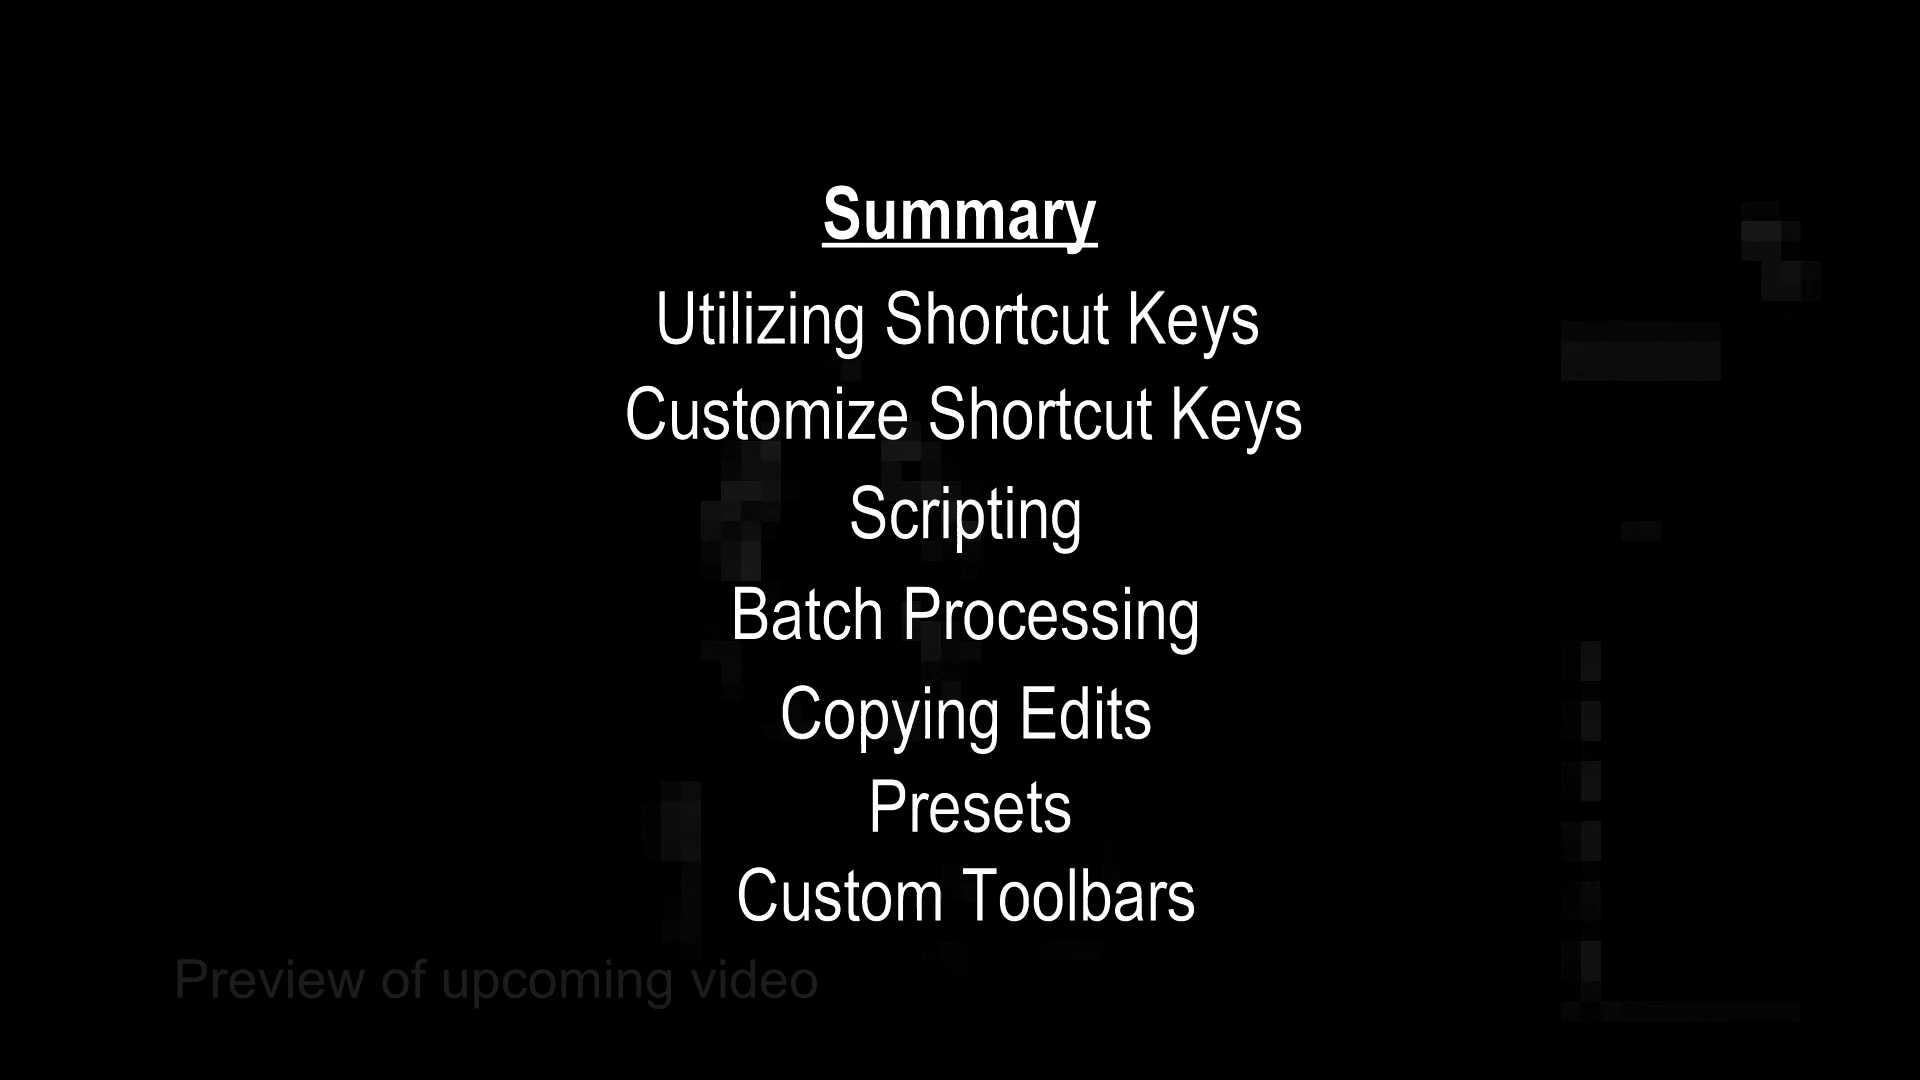 Summary
Utilizing Shortcut Keys
Customize Shortcut Keys
Scripting
Batch Processing
Copying Edits
Presets
Custom Toolbars
Preview of upcoming video